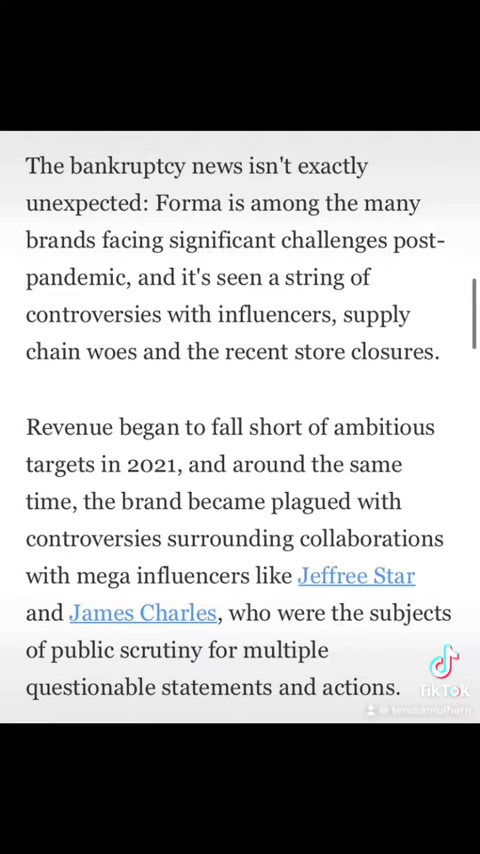 The bankruptcy news isn't exactly
unexpected: Forma is among the many
brands facing significant challenges post-
pandemic, and it's seen a string of
controversies with influencers, supply
chain woes and the recent store closures.
Revenue began to fall short of ambitious
targets in 2021, and around the same
time, the brand became plagued with
controversies surrounding collaborations
with mega influencers like Jeffree Star
and James Charles, who were the subjects
of public scrutiny for multiple
questionable statements and actions.
TikTok
@teresamulhern